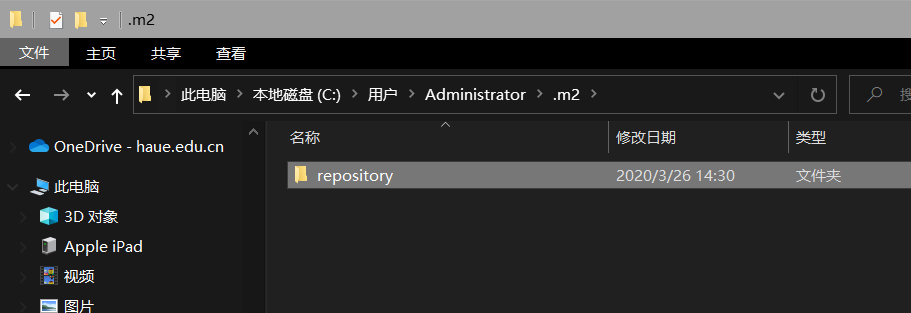 .m2
文件 主页 共享 查看
此电脑 本地磁盘 (C:) 用户 Administrator .m2
搜
名称 修改日期 类型
OneDrive - haue.edu.cn
repository 2020/3/26 14:30 文件夹
此电脑
3D 对象
Apple iPad
视频
图片